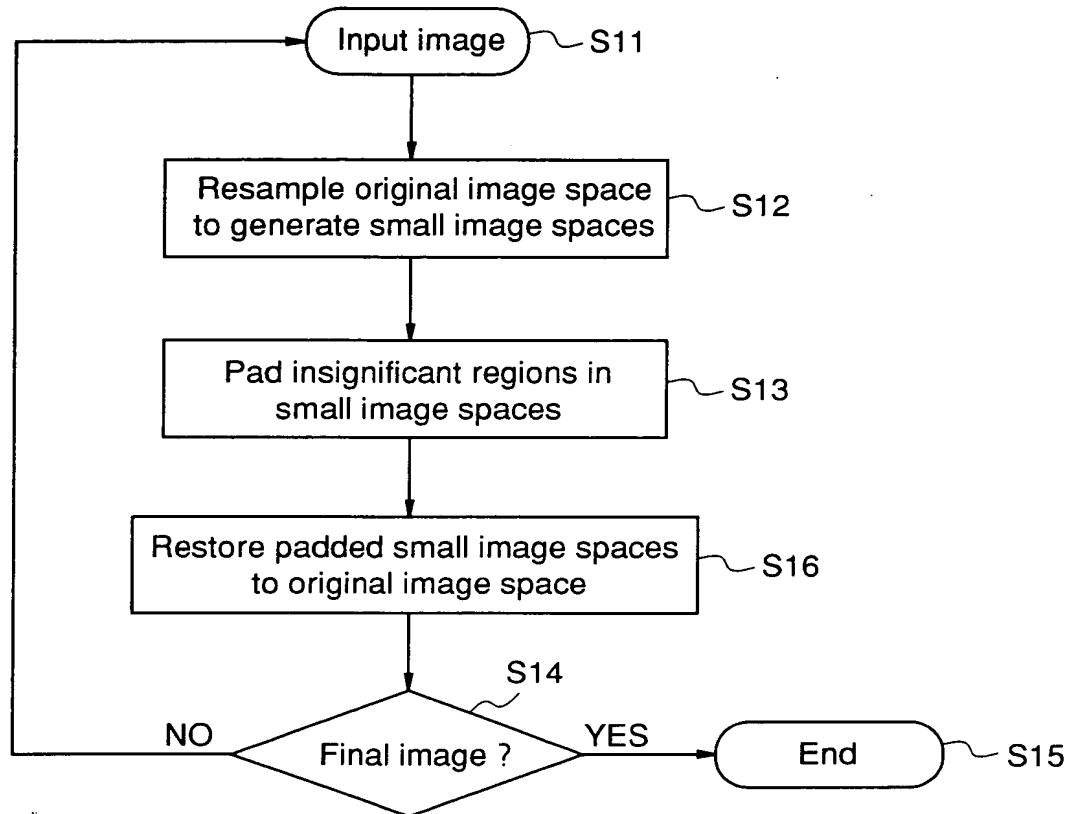 Input image
S11
Resample original image space
to generate small image spaces
S12
Pad insignificant regions in
small image spaces
S13
Restore padded small image spaces
to original image space
S16
S14
NO
Final image ?
YES
End
S15